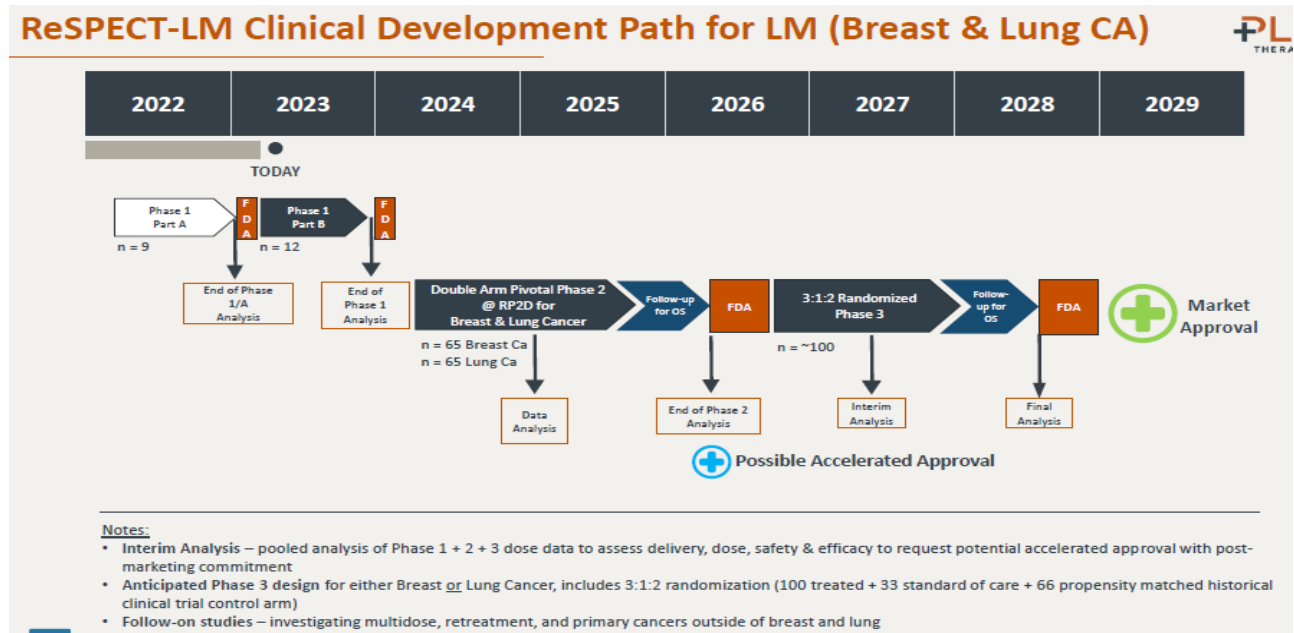 ReSPECT-LM Clinical Development Path for LM (Breast & Lung CA)
PL
THERA
2022 2023 2024 2025 2026 2027 2028 2029
TODAY
Phase 1
Part A
F
D
A
Phase 1
Part B
F
D
A
n = 9
n = 12
End of Phase
1/A
Analysis
End of
Phase 1
Analysis
Double Arm Pivotal Phase 2
@ RP2D for
Breast & Lung Cancer
Follow-up
for OS
FDA
3:1:2 Randomized
Phase 3
Follow-
up for
OS
FDA
Market
Approval
n = 65 Breast Ca
n = 65 Lung Ca
n = ~100
Data
Analysis
End of Phase 2
Analysis
Interim
Analysis
Final
Analysis
Possible Accelerated Approval
Notes:
• Interim Analysis – pooled analysis of Phase 1 + 2 + 3 dose data to assess delivery, dose, safety & efficacy to request potential accelerated approval with post-
marketing commitment
• Anticipated Phase 3 design for either Breast or Lung Cancer, includes 3:1:2 randomization (100 treated + 33 standard of care + 66 propensity matched historical
clinical trial control arm)
• Follow-on studies – investigating multidose, retreatment, and primary cancers outside of breast and lung